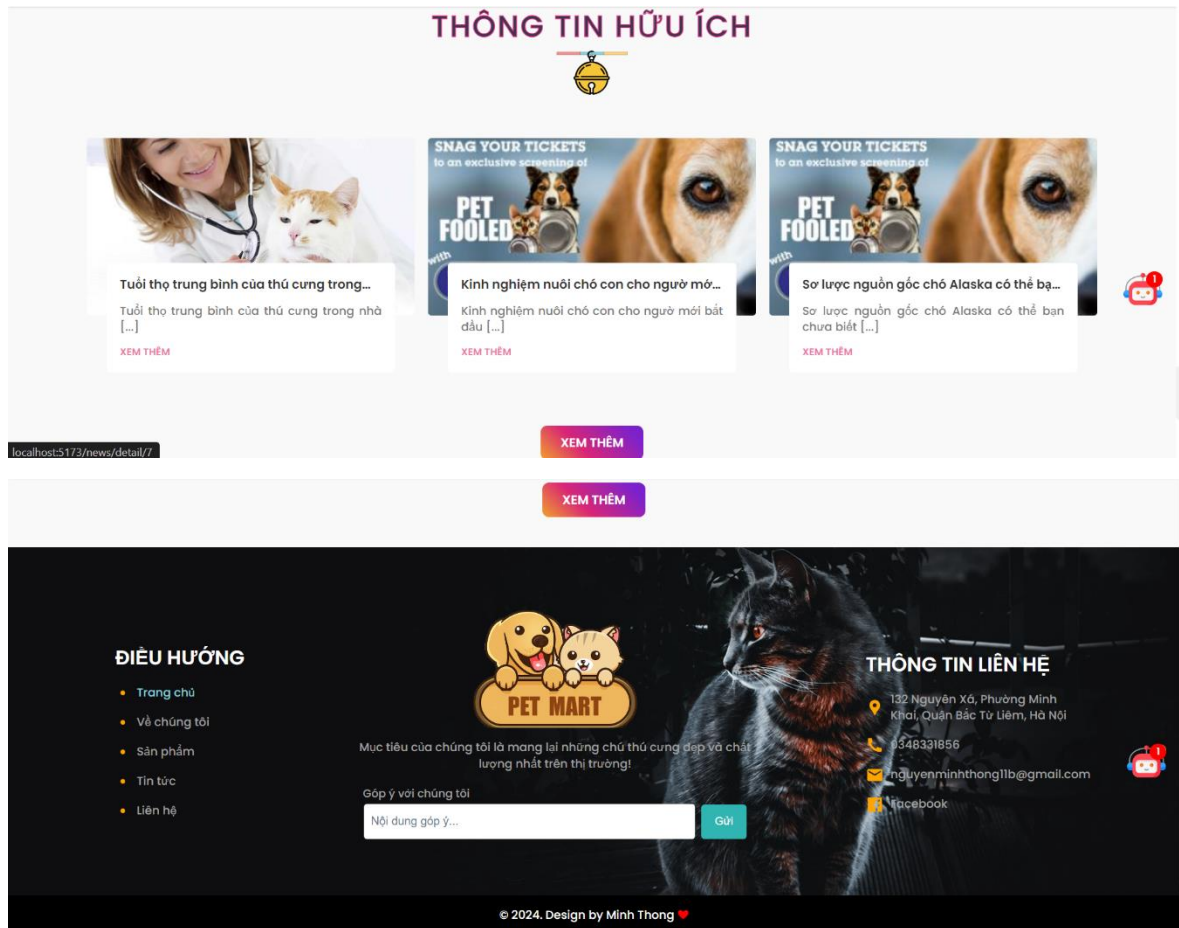 THÔNG TIN HỮU ÍCH
SNAG YOUR TICKETS
to an exclusive screening of
PET
FOOLED
with
SNAG YOUR TICKETS
to an exclusive screening of
PET
FOOLED
with
Tuổi thọ trung bình của thú cưng trong...
Tuổi thọ trung bình của thú cưng trong nhà
[...]
XEM THÊM
Kinh nghiệm nuôi chó con cho ngườ mớ...
Kinh nghiệm nuôi chó con cho ngườ mới bắt
đầu [...]
XEM THÊM
Sơ lược nguồn gốc chó Alaska có thể bạ...
Sơ lược nguồn gốc chó Alaska có thể bạn
chưa biết [...]
XEM THÊM
1
XEM THÊM
localhost:5173/news/detail/7
XEM THÊM
ĐIỀU HƯỚNG
Trang chủ
Về chúng tôi
Sản phẩm
Tin tức
Liên hệ
PET MART
Mục tiêu của chúng tôi là mang lại những chú thú cưng đẹp và chất
lượng nhất trên thị trường!
Góp ý với chúng tôi
Nội dung góp ý...
Gửi
THÔNG TIN LIÊN HỆ
132 Nguyên Xá, Phường Minh
Khai, Quận Bắc Từ Liêm, Hà Nội
0348331856
nguyenminhthong11b@gmail.com
Facebook
1
© 2024. Design by Minh Thong ❤